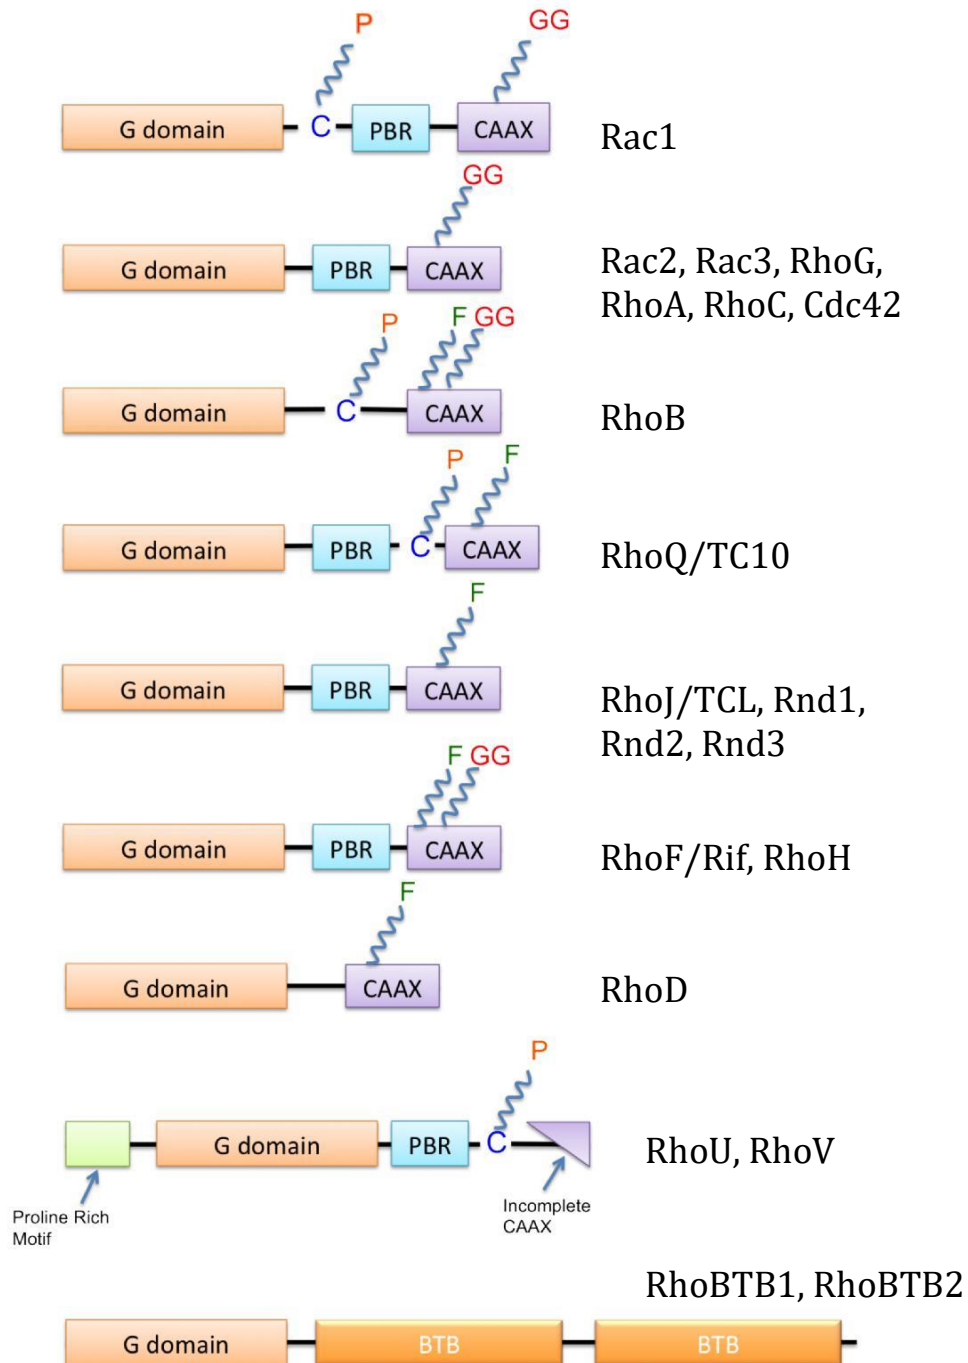 P GG
G domain C PBR CAAX Rac1
GG
G domain PBR CAAX Rac2, Rac3, RhoG,
RhoA, RhoC, Cdc42
P F GG
G domain C CAAX RhoB
P F
G domain PBR C CAAX RhoQ/TC10
F
G domain PBR CAAX RhoJ/TCL, Rnd1,
Rnd2, Rnd3
F GG
G domain PBR CAAX RhoF/Rif, RhoH
F
G domain CAAX RhoD
P
G domain PBR C RhoU, RhoV
Proline Rich
Motif
Incomplete
CAAX
RhoBTB1, RhoBTB2
G domain BTB BTB